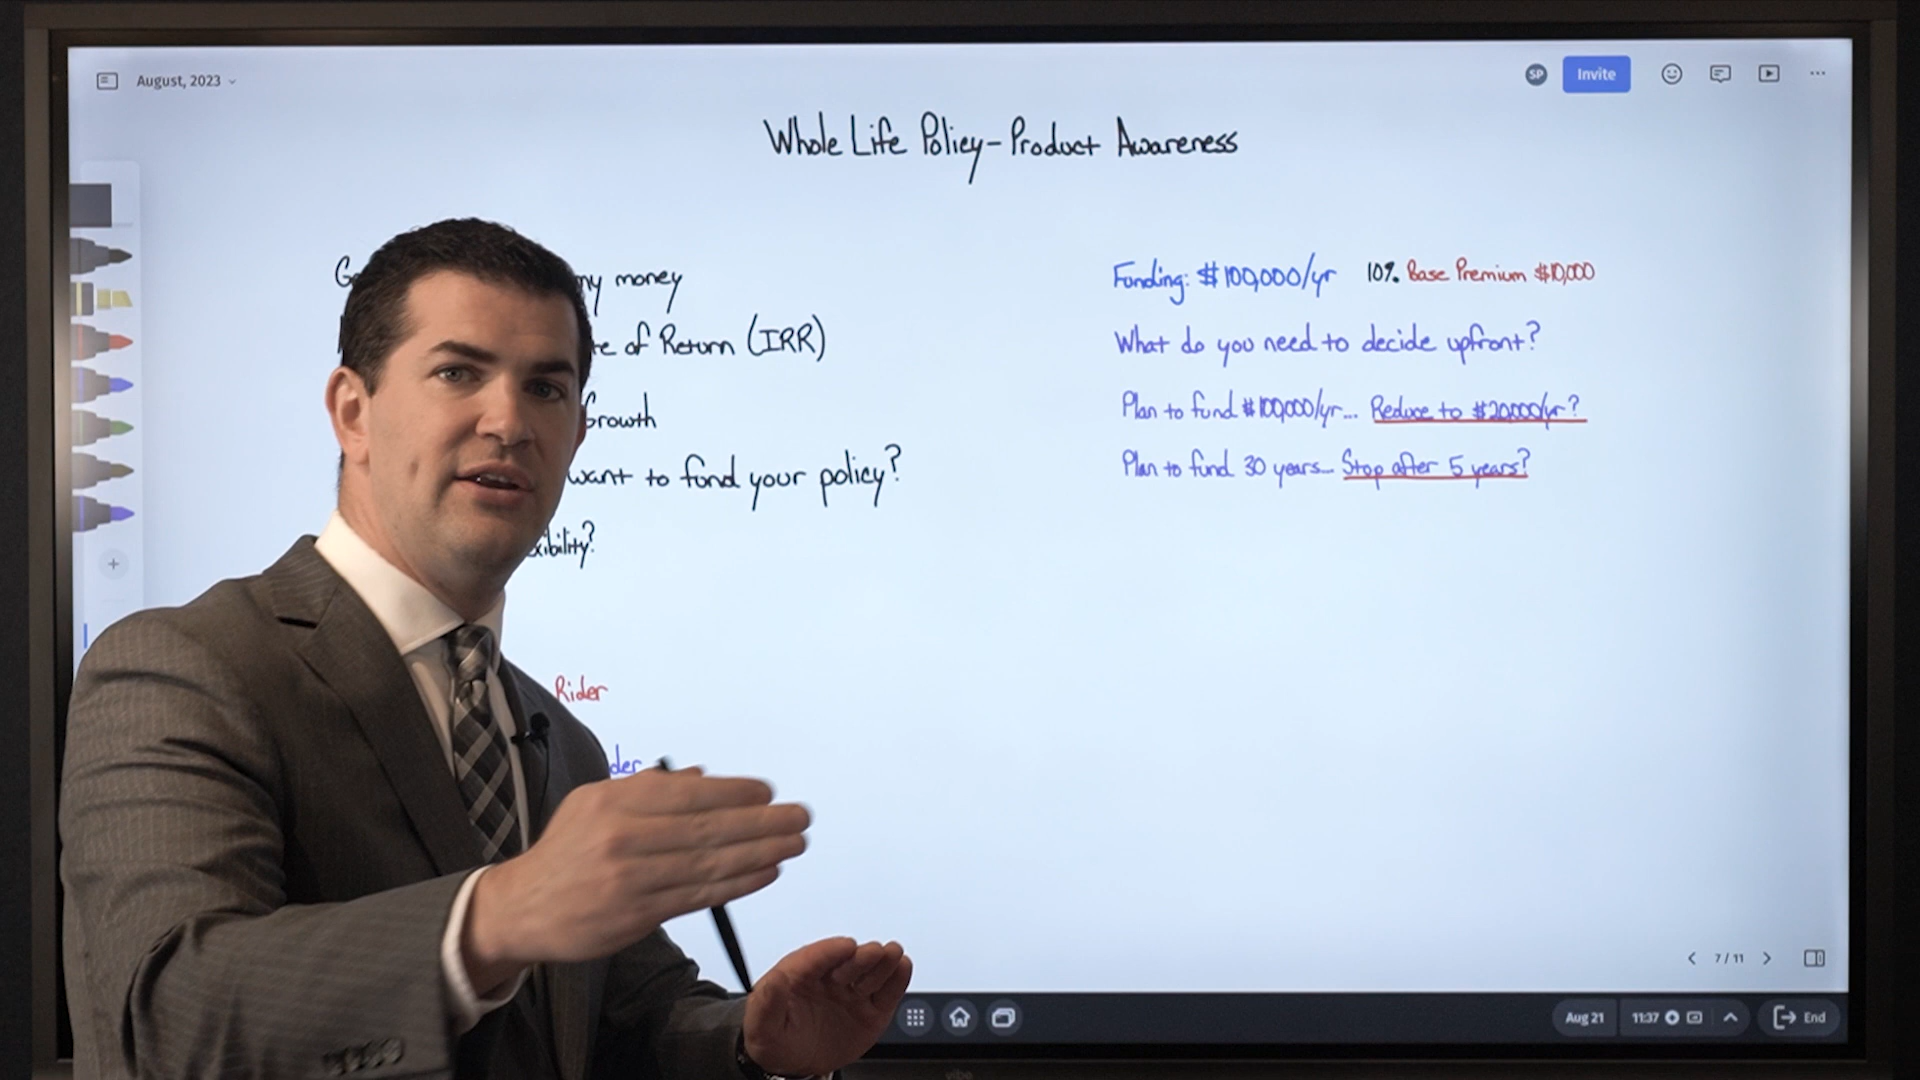 August, 2023
SP
Invite
Whole Life Policy-Product Awareness
my money
of Return (IRR)
Growth
want to fund your policy?
Rider
Funding: $100,000/yr 10% Base Premium $10,000
What do you need to decide upfront?
Plan to fund $100,000/yr... Reduce to $20,000/yr?
Plan to fund 30 years... Stop after 5 years?
7/11
Aug 21
11:37
End
vibe